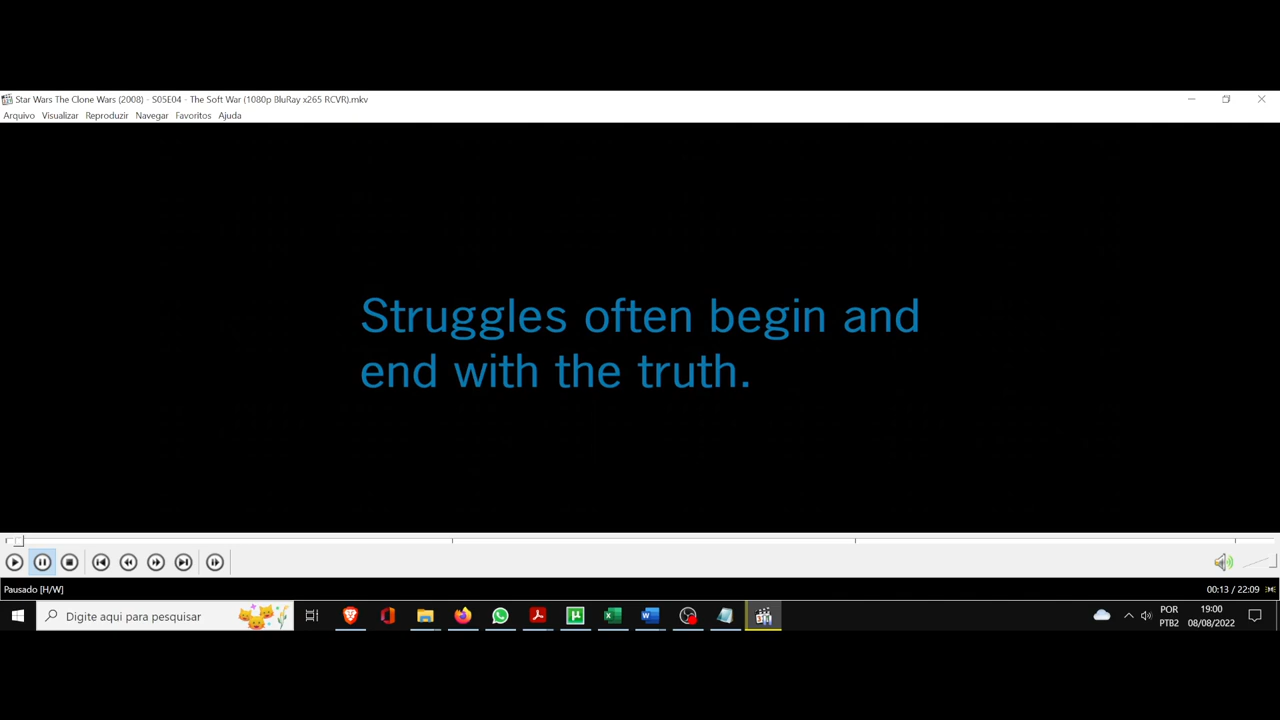 Star Wars The Clone Wars (2008) - S05E04 - The Soft War (1080p BluRay x265 RCVR).mkv
Arquivo Visualizar Reproduzir Navegar Favoritos Ajuda
Struggles often begin and
end with the truth.
Pausado [H/W]
00:13 / 22:09
Digite aqui para pesquisar
POR
PTB2
19:00
08/08/2022